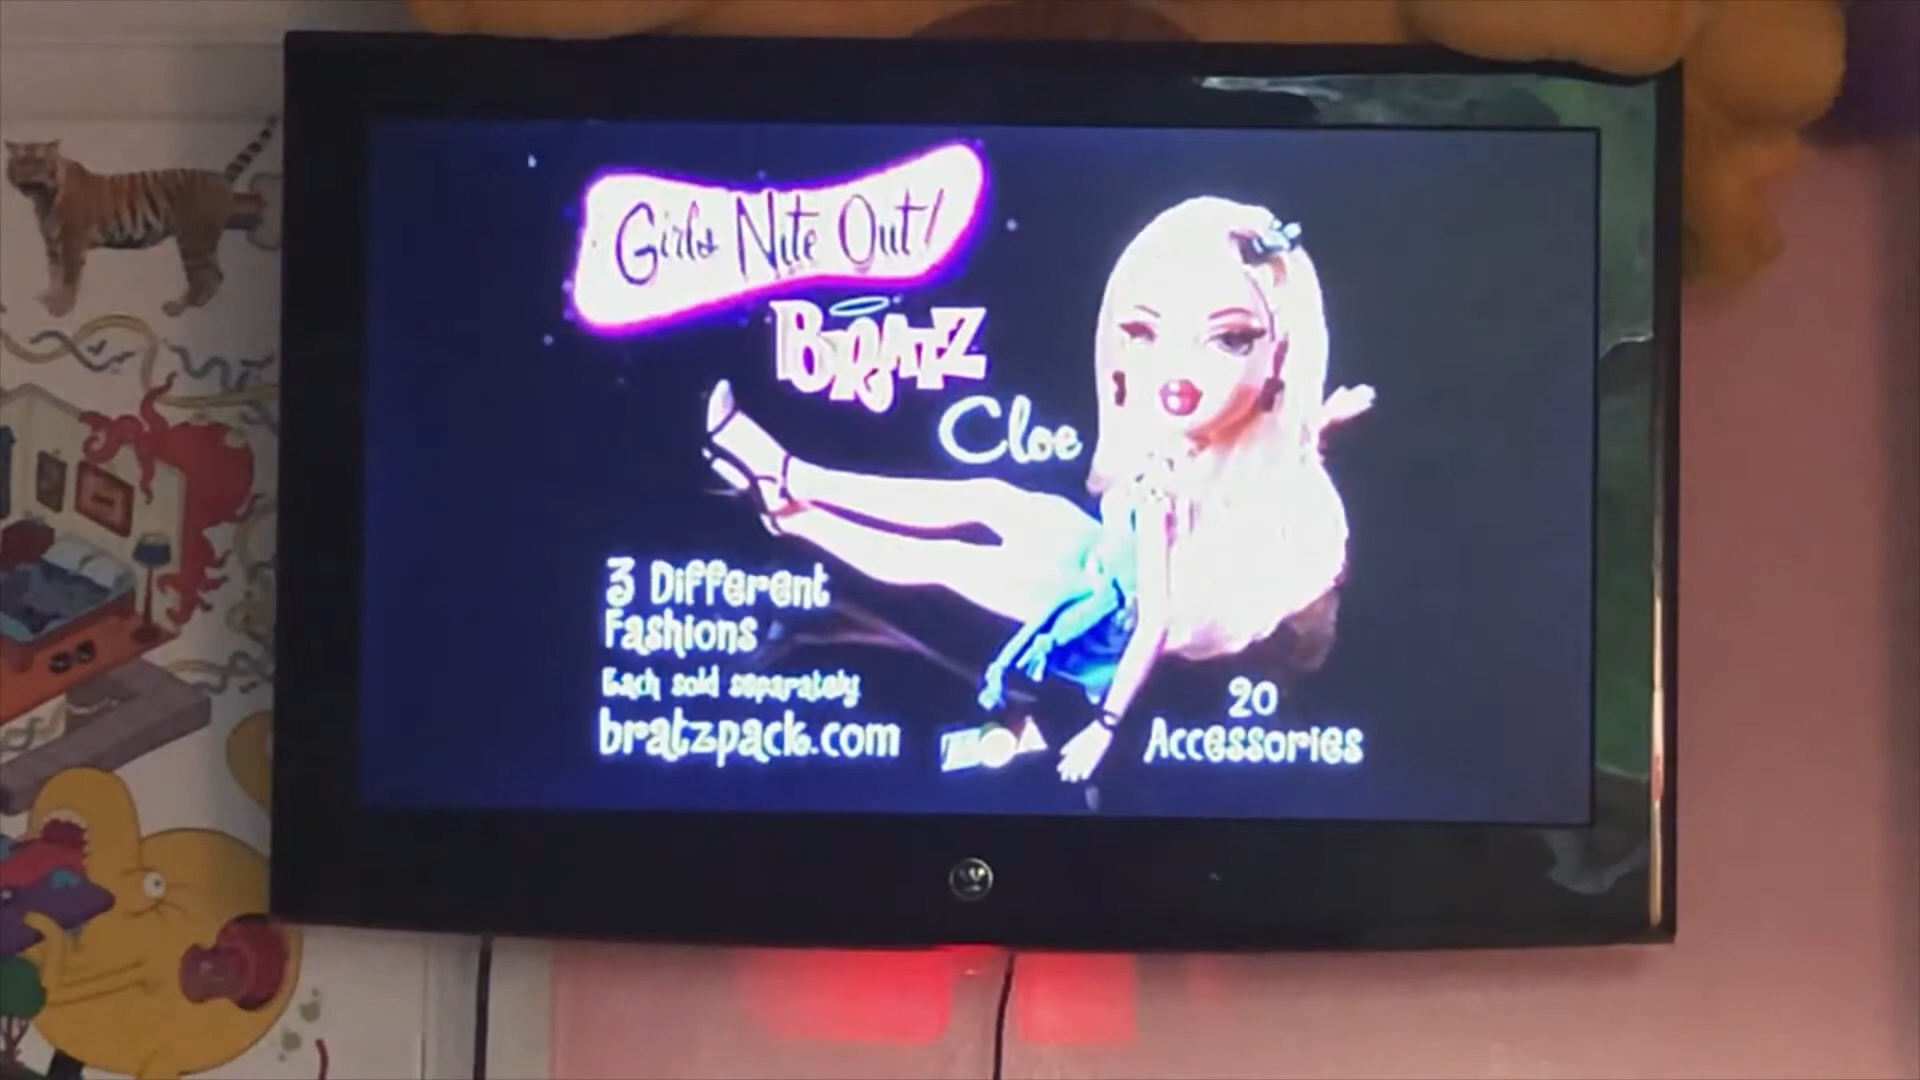 Girls Nite Out!
BRATZ
Cloe
3 Different
Fashions
Each sold separately
bratzpack.com
20
Accessories